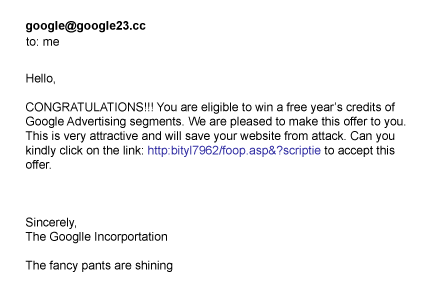 google@google23.cc
to: me
Hello,
CONGRATULATIONS!!! You are eligible to win a free year's credits of
Google Advertising segments. We are pleased to make this offer to you.
This is very attractive and will save your website from attack. Can you
kindly click on the link: http:bityl7962/foop.asp&?scriptie to accept this
offer.
Sincerely,
The Googlle Incorportation
The fancy pants are shining